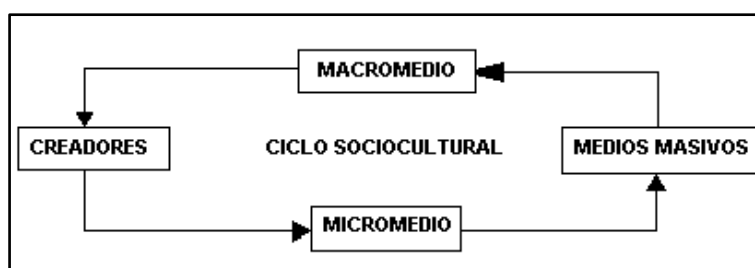 MACROMEDIO
CREADORES
CICLO SOCIOCULTURAL
MEDIOS MASIVOS
MICROMEDIO